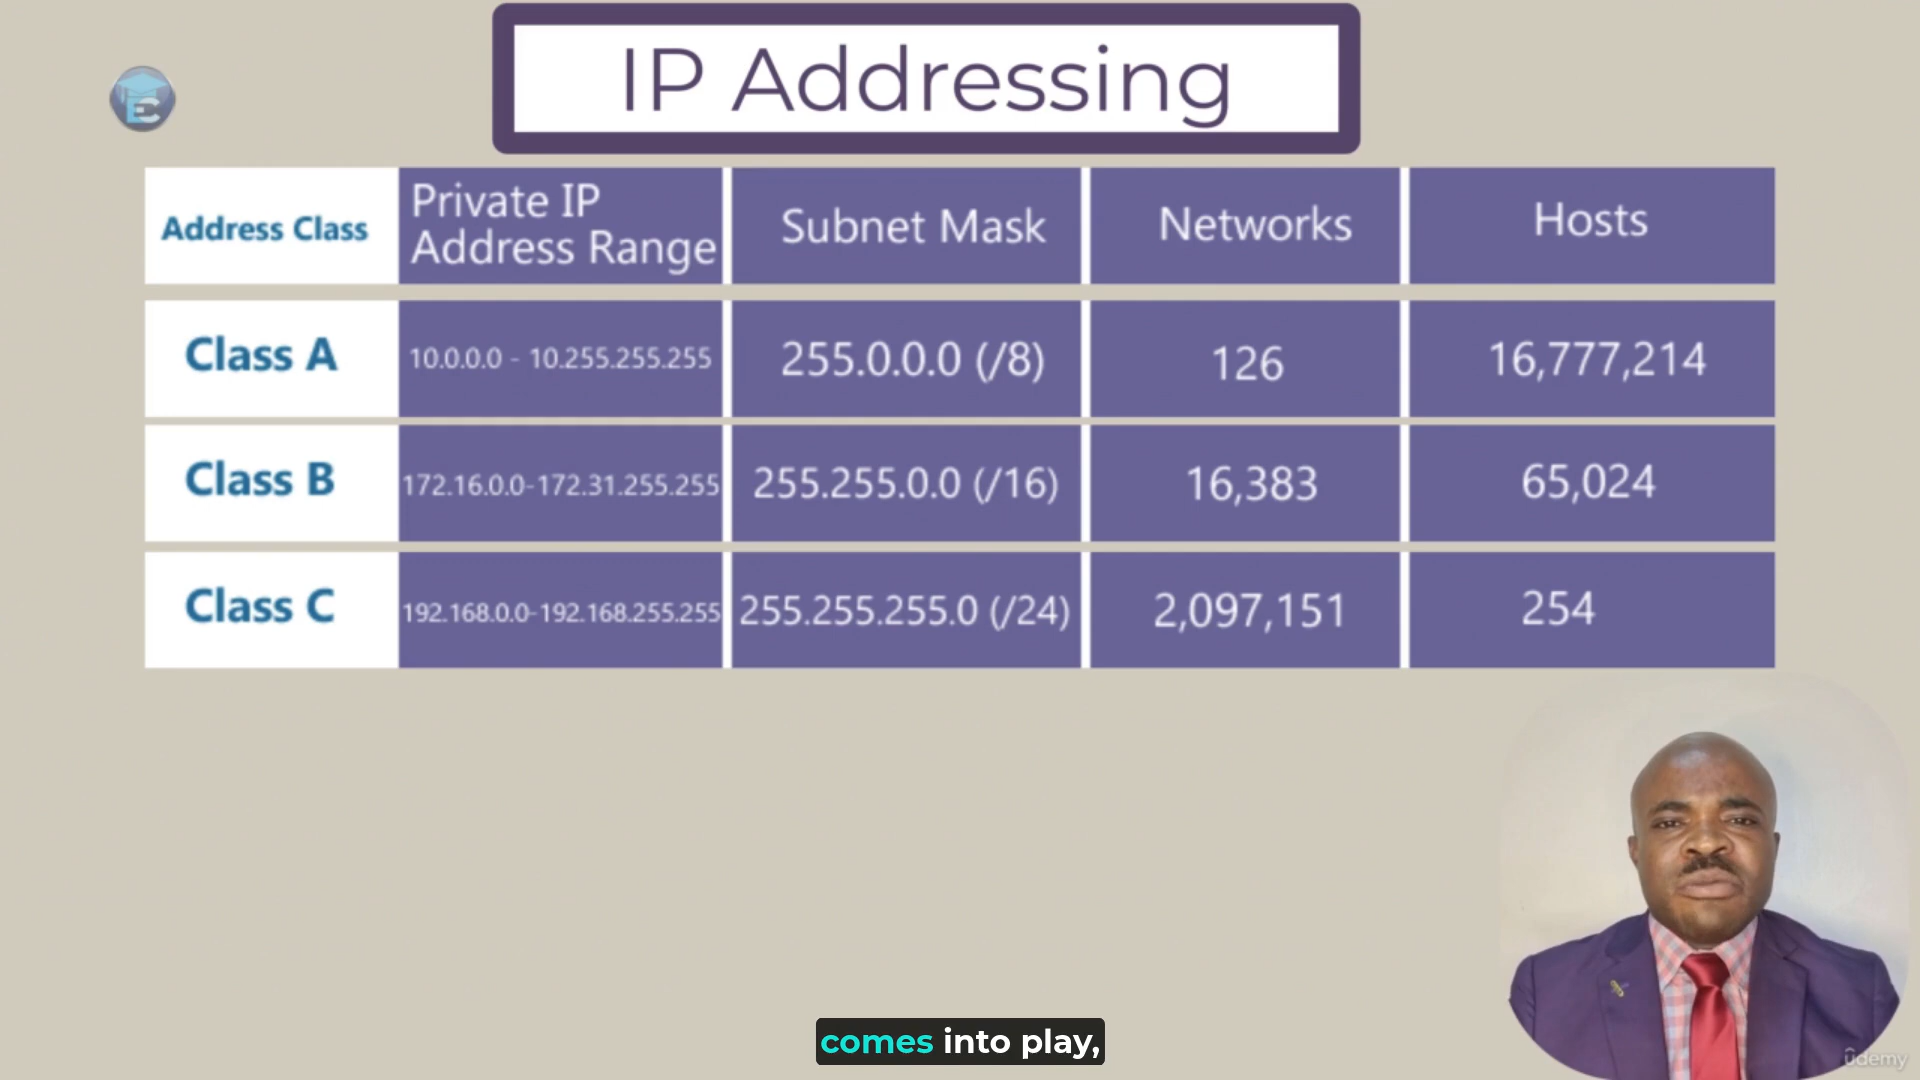 IP Addressing
EC
Address Class
Private IP
Address Range
Subnet Mask
Networks
Hosts
Class A
10.0.0.0 - 10.255.255.255
255.0.0.0 (/8)
126
16,777,214
Class B
172.16.0.0-172.31.255.255
255.255.0.0 (/16)
16,383
65,024
Class C
192.168.0.0-192.168.255.255
255.255.255.0 (/24)
2,097,151
254
comes into play,
udemy